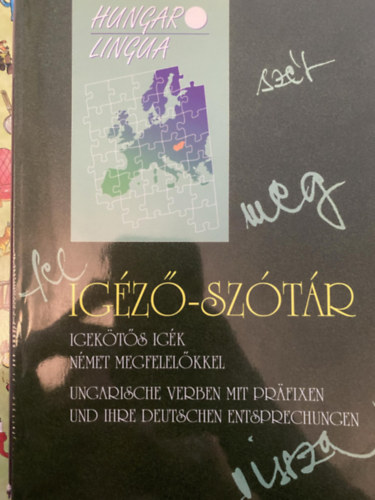 HUNGARO
LINGUA
szét
meg
fel
IGÉZŐ-SZÓTÁR
IGEKÖTŐS IGÉK
NÉMET MEGFELELŐKKEL
UNGARISCHE VERBEN MIT PRÄFIXEN
UND IHRE DEUTSCHEN ENTSPRECHUNGEN
vissza